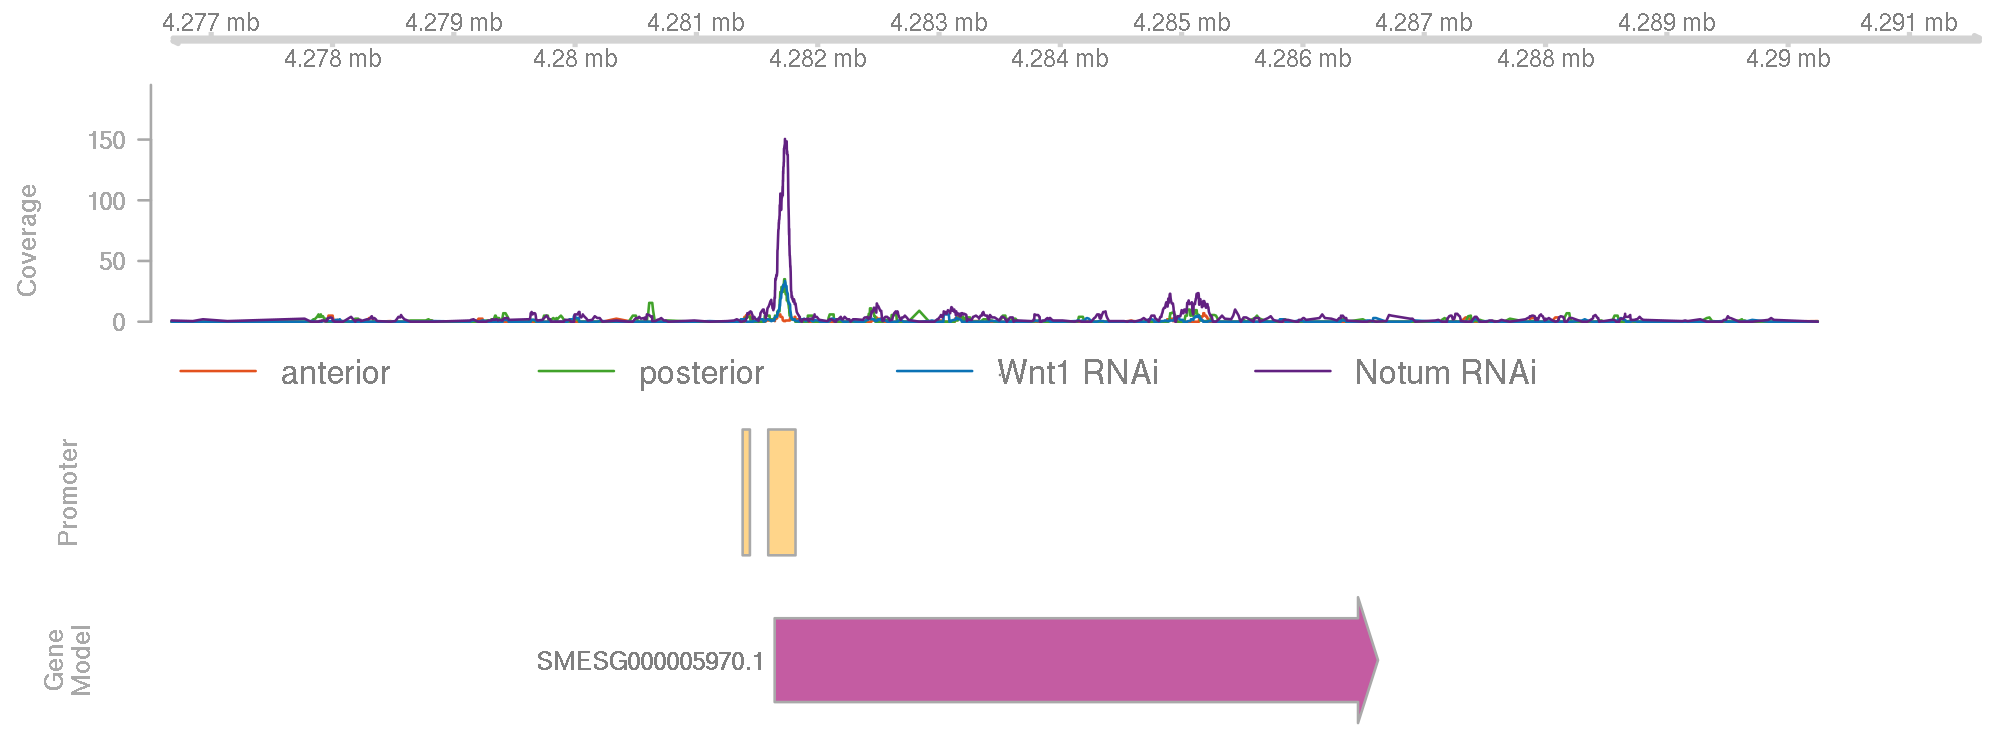 4.277 mb 4.279 mb 4.281 mb 4.283 mb 4.285 mb 4.287 mb 4.289 mb 4.291 mb
4.278 mb 4.28 mb 4.282 mb 4.284 mb 4.286 mb 4.288 mb 4.29 mb
Coverage
150
100
50
0
anterior posterior Wnt1 RNAi Notum RNAi
Promoter
Gene
Model
SMESG000005970.1